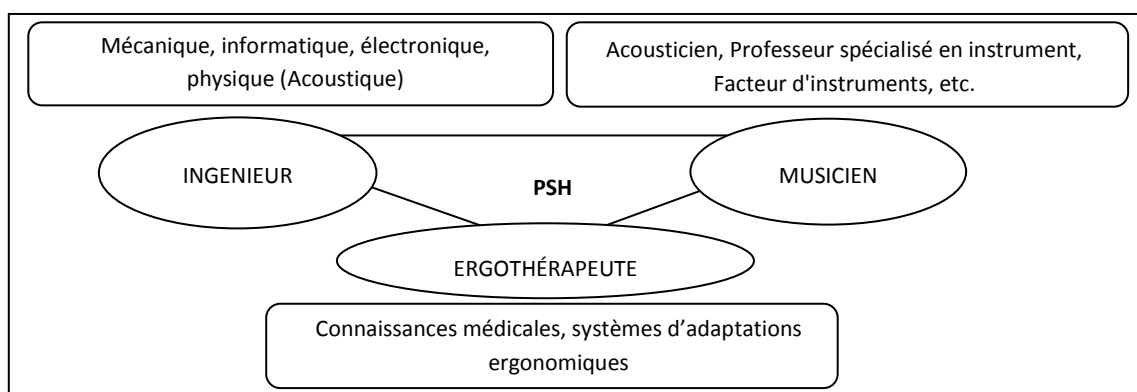 Mécanique, informatique, électronique,
physique (Acoustique)
Acousticien, Professeur spécialisé en instrument,
Facteur d'instruments, etc.
INGENIEUR
PSH
MUSICIEN
ERGOTHÉRAPEUTE
Connaissances médicales, systèmes d’adaptations
ergonomiques